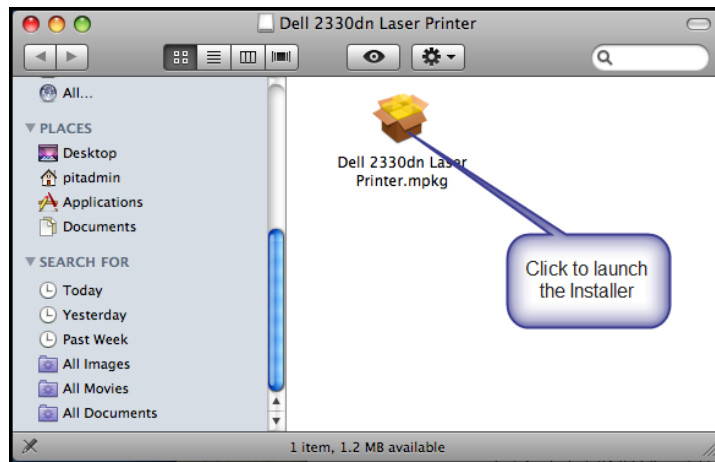 Dell 2330dn Laser Printer
All...
PLACES
Desktop
pitadmin
Applications
Documents
SEARCH FOR
Today
Yesterday
Past Week
All Images
All Movies
All Documents
Dell 2330dn Laser
Printer.mpkg
Click to launch
the Installer
1 item, 1.2 MB available